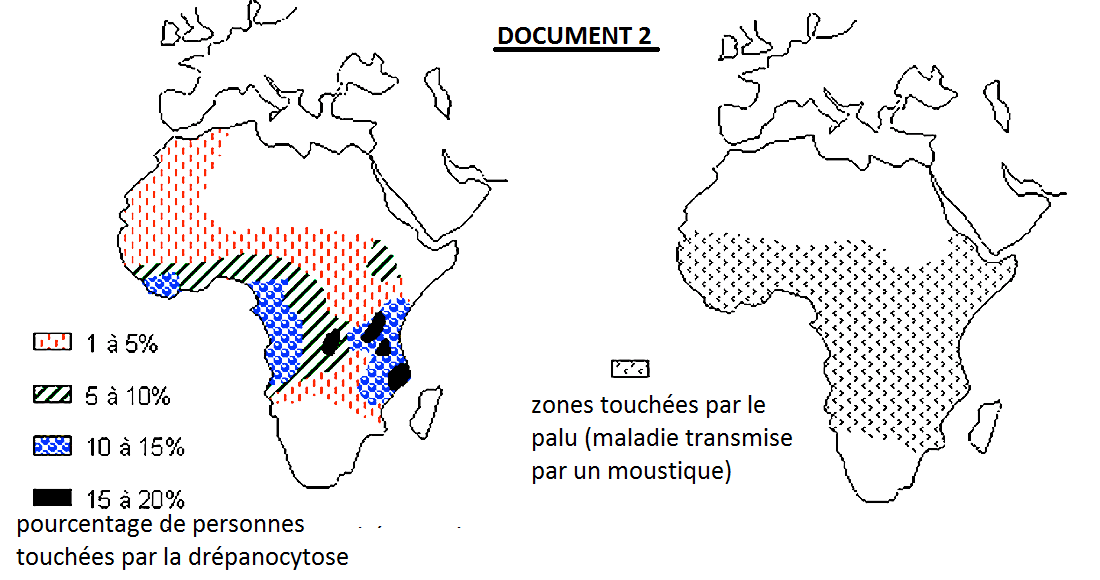 DOCUMENT 2
1 à 5%
5 à 10%
10 à 15%
15 à 20%
pourcentage de personnes
touchées par la drépanocytose
zones touchées par le
palu (maladie transmise
par un moustique)